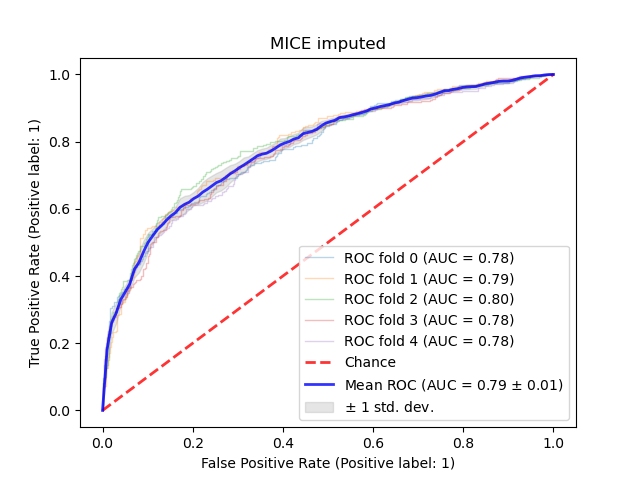 MICE imputed
True Positive Rate (Positive label: 1)
1.0
0.8
0.6
0.4
0.2
0.0
ROC fold 0 (AUC = 0.78)
ROC fold 1 (AUC = 0.79)
ROC fold 2 (AUC = 0.80)
ROC fold 3 (AUC = 0.78)
ROC fold 4 (AUC = 0.78)
Chance
Mean ROC (AUC = 0.79 ± 0.01)
± 1 std. dev.
0.0 0.2 0.4 0.6 0.8 1.0
False Positive Rate (Positive label: 1)